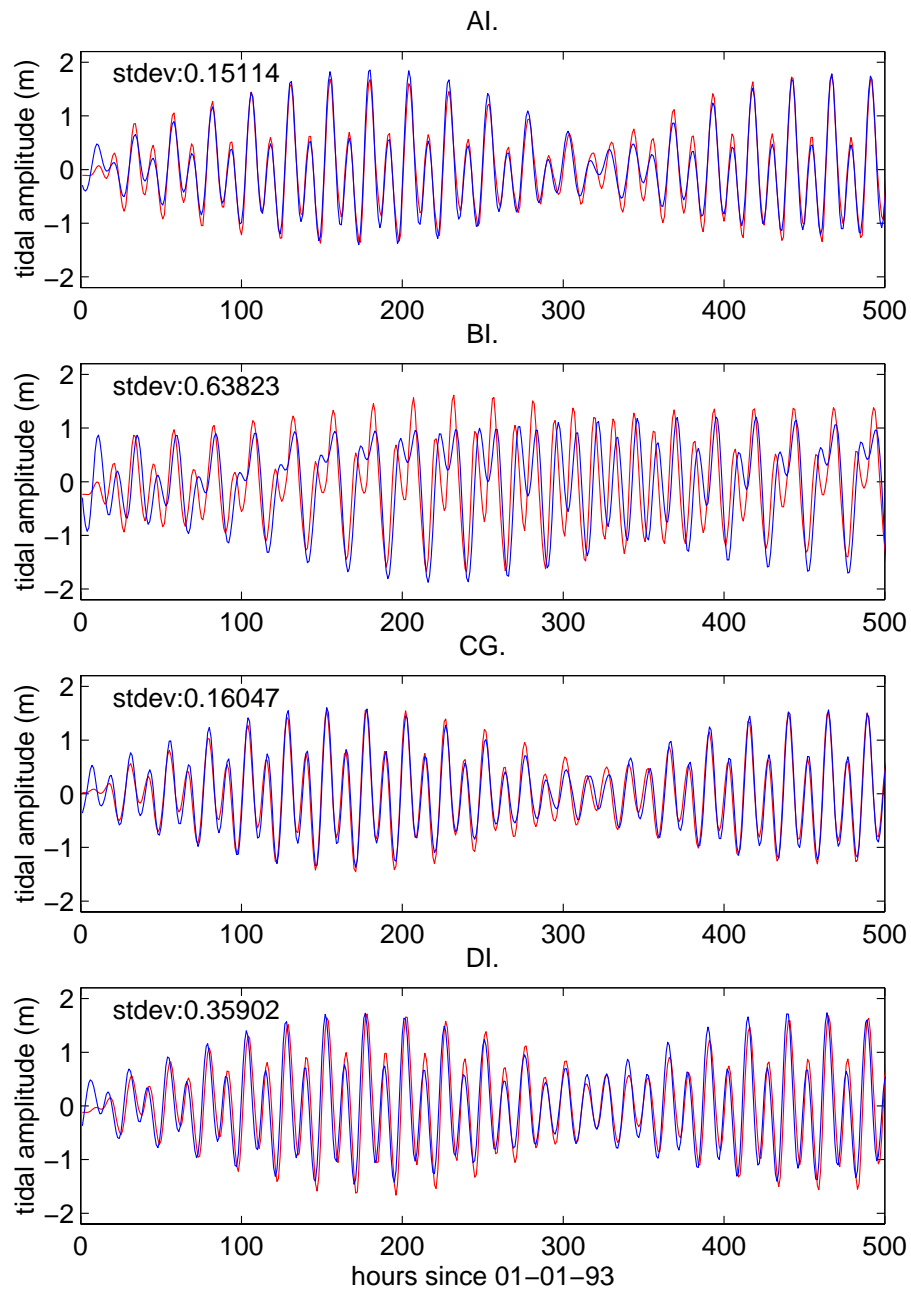 AI.
2
1
0
−1
−2
tidal amplitude (m)
stdev:0.15114
0 100 200 300 400 500
BI.
2
1
0
−1
−2
tidal amplitude (m)
stdev:0.63823
0 100 200 300 400 500
CG.
2
1
0
−1
−2
tidal amplitude (m)
stdev:0.16047
0 100 200 300 400 500
DI.
2
1
0
−1
−2
tidal amplitude (m)
stdev:0.35902
0 100 200 300 400 500
hours since 01−01−93